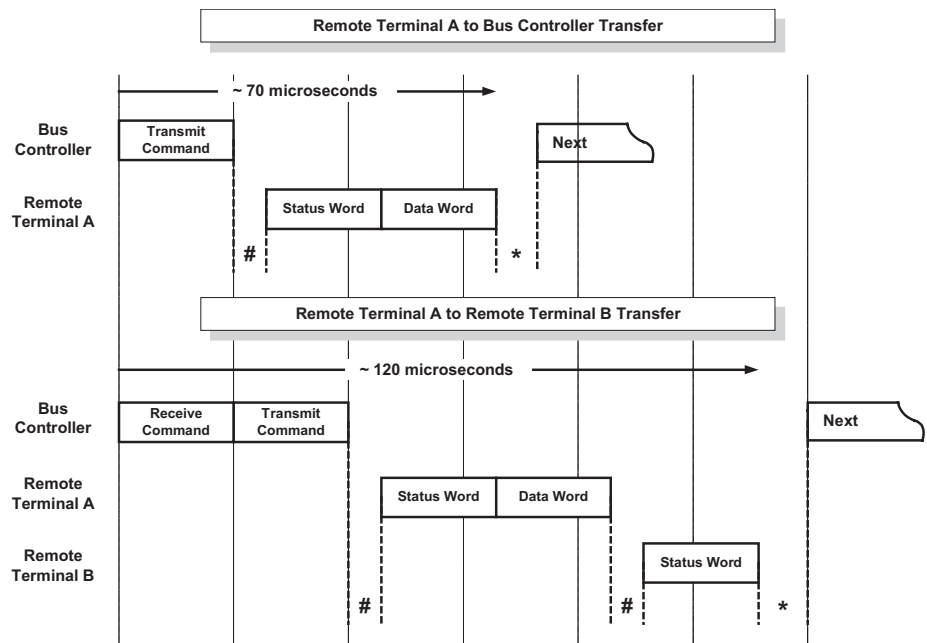 Remote Terminal A to Bus Controller Transfer
~ 70 microseconds
Bus
Controller
Transmit
Command
Next
Remote
Terminal A
Status Word
Data Word
#
*
Remote Terminal A to Remote Terminal B Transfer
~ 120 microseconds
Bus
Controller
Receive
Command
Transmit
Command
Next
Remote
Terminal A
Status Word
Data Word
Remote
Terminal B
Status Word
#
#
*